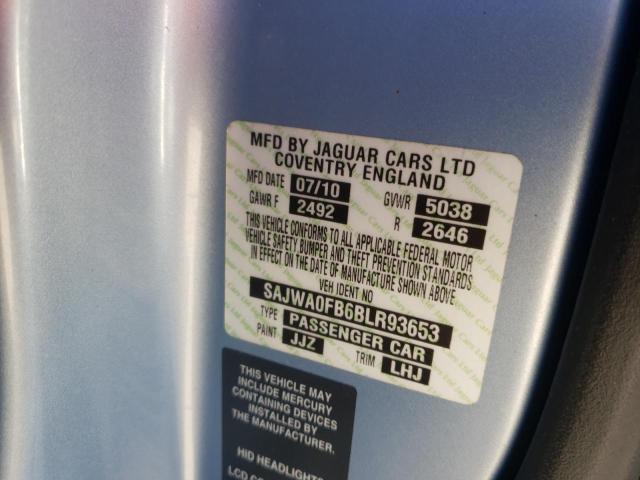 MFD BY JAGUAR CARS LTD
COVENTRY ENGLAND
MFD DATE 07/10 GVWR 5038
GAWR F 2492 R 2646
THIS VEHICLE CONFORMS TO ALL APPLICABLE FEDERAL MOTOR
VEHICLE SAFETY BUMPER AND THEFT PREVENTION STANDARDS
IN EFFECT ON THE DATE OF MANUFACTURE SHOWN ABOVE.
VEH IDENT NO
SAJWA0FB6BLR93653
TYPE PASSENGER CAR
PAINT JJZ TRIM LHJ
THIS VEHICLE MAY
INCLUDE MERCURY
CONTAINING DEVICES
INSTALLED BY
THE MANUFACTURER.
HID HEADLIGHTS